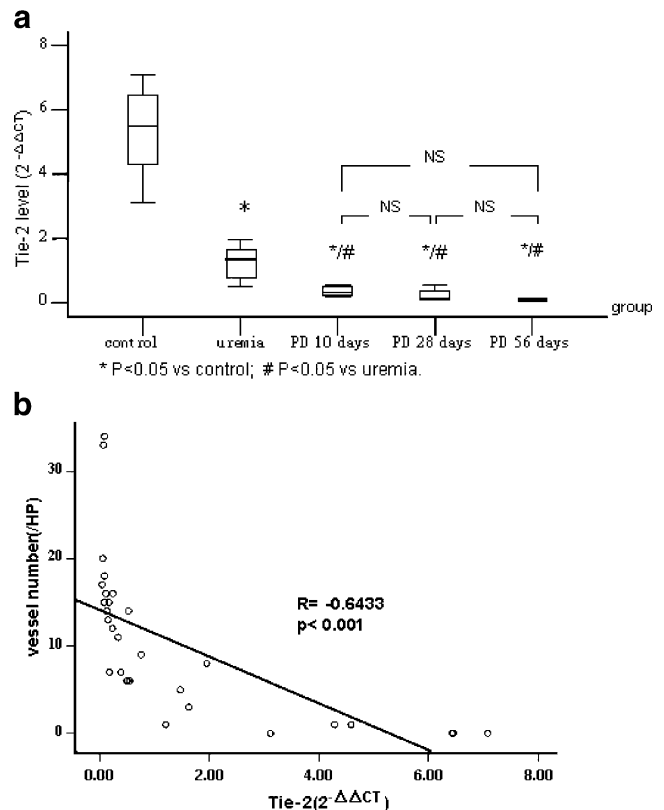 a
8
6
4
2
0
Tie-2 level (2^-ΔΔCT)
NS
NS NS
* */# */# */#
group
control uremia PD 10 days PD 28 days PD 56 days
* P<0.05 vs control; # P<0.05 vs uremia.
b
30
20
10
0
vessel number(/HP)
R= -0.6433
p< 0.001
0.00 2.00 4.00 6.00 8.00
Tie-2(2^-ΔΔCT)